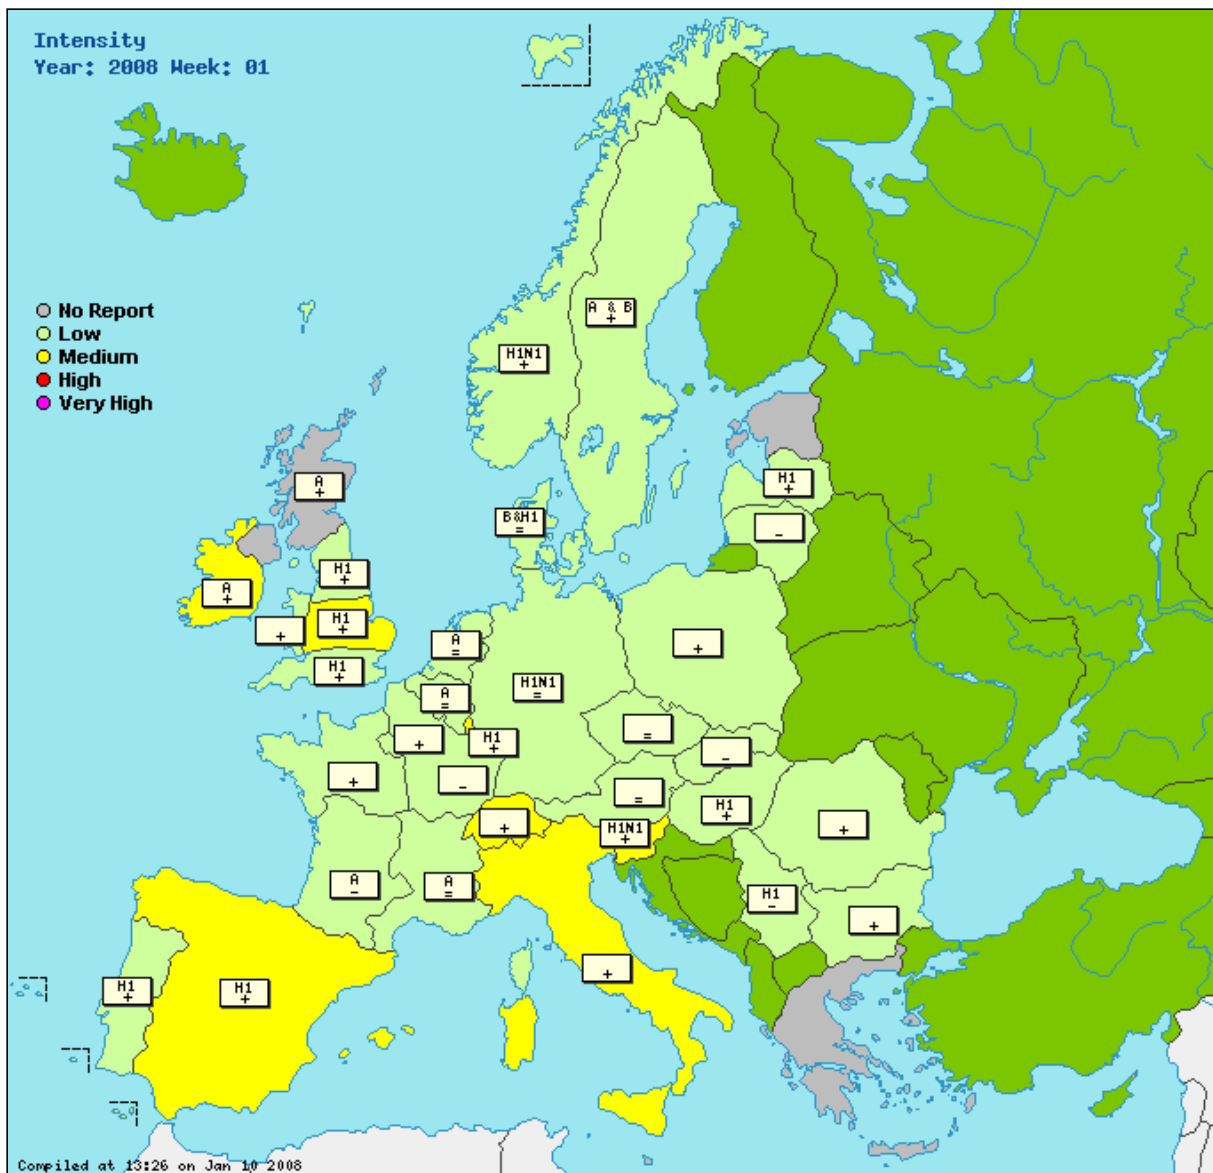 Intensity
Year: 2008 Week: 01
No Report
Low
Medium
High
Very High
A & B
+
H1N1
+
A
+
H1
+
B&H1
=
-
H1
+
A
+
H1
+
+
A
=
+
H1
+
H1N1
=
A
=
=
+
H1
+
-
+
-
=
H1
+
+
+
H1N1
+
A
-
A
=
H1
-
+
+
H1
+
H1
+
Compiled at 13:26 on Jan 10 2008